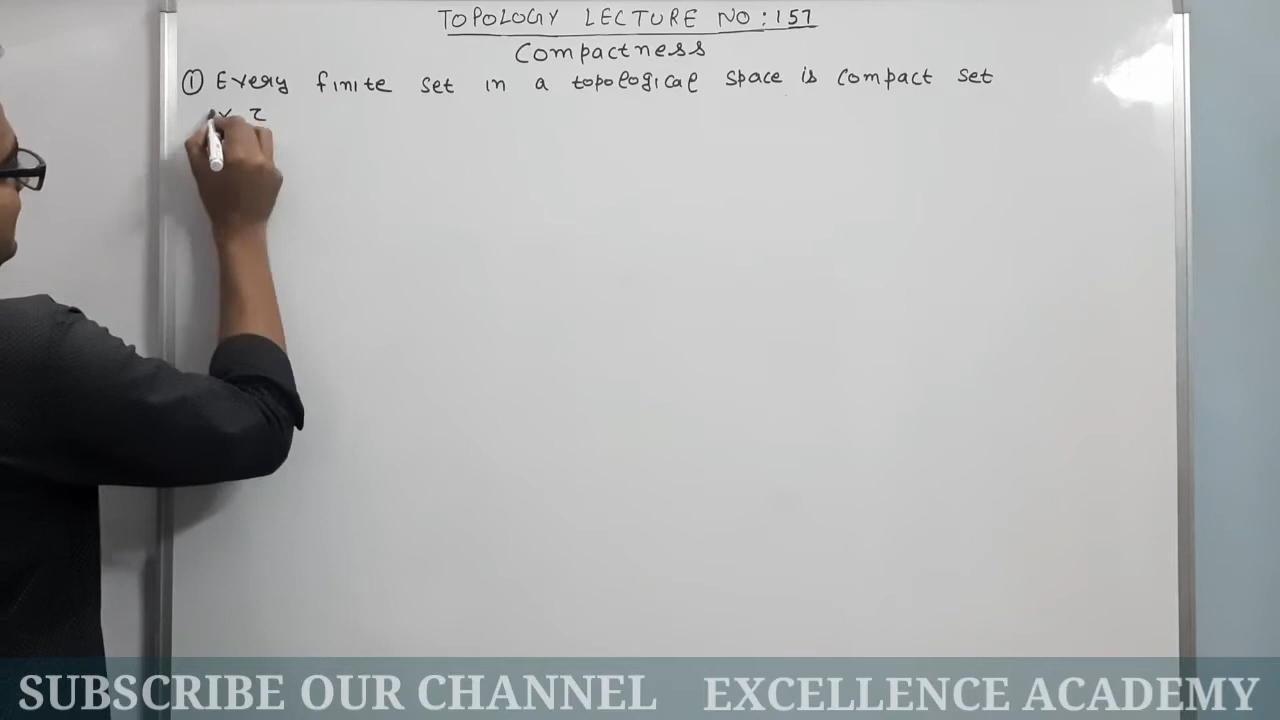 TOPOLOGY LECTURE NO : 157
Compactness
① Every finite set in a topological space is compact set
x τ
SUBSCRIBE OUR CHANNEL EXCELLENCE ACADEMY